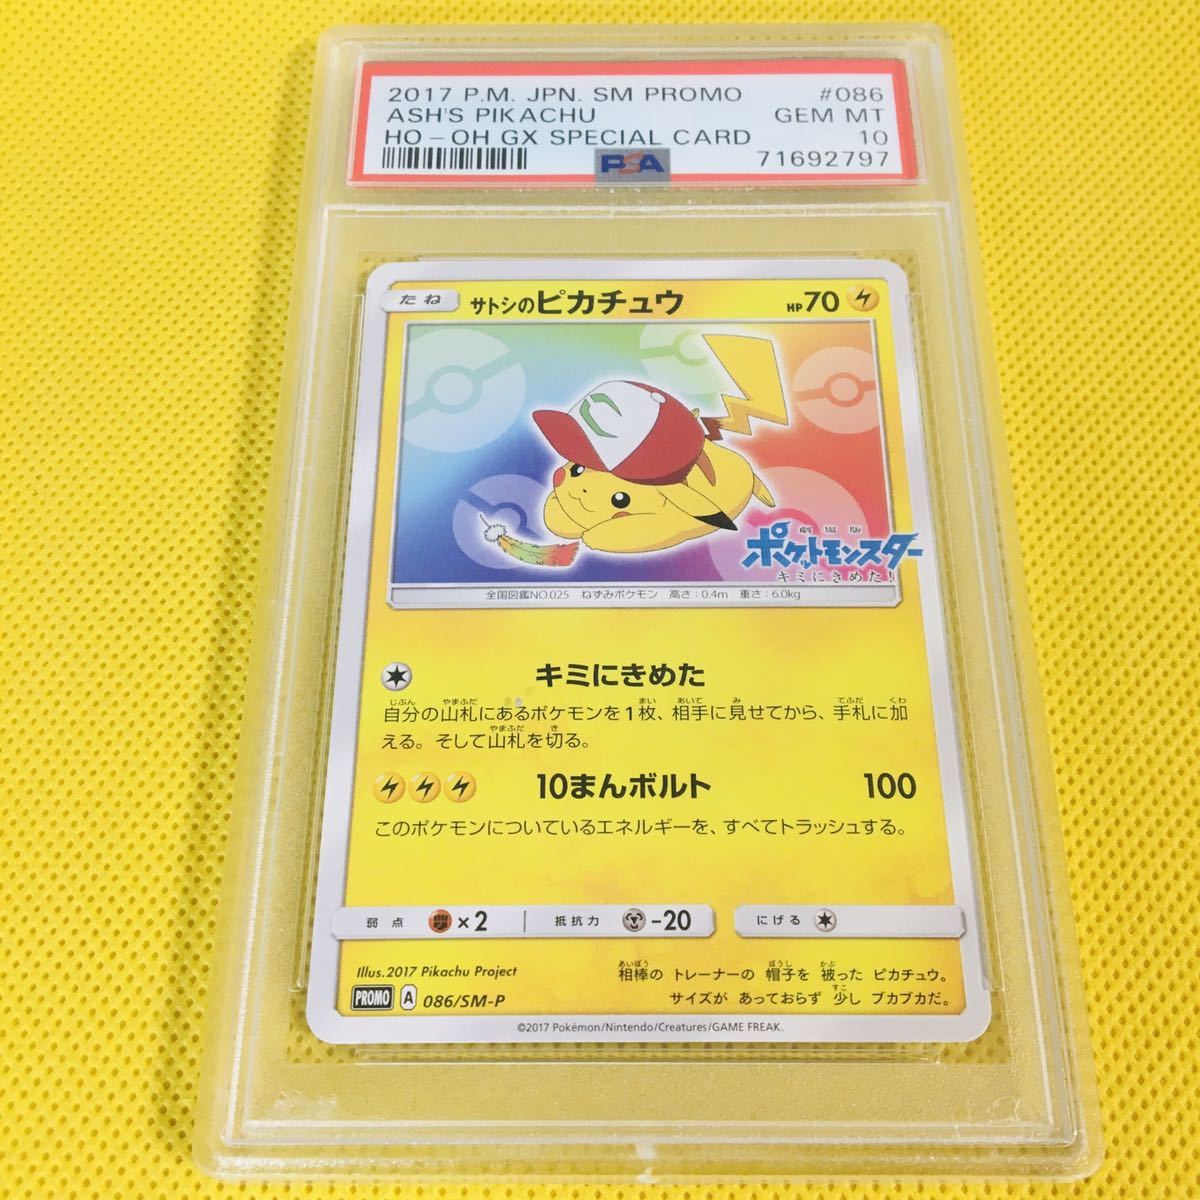 2017 P.M. JPN. SM PROMO #086
ASH'S PIKACHU GEM MT
HO-OH GX SPECIAL CARD 10
PSA 71692797
たね サトシのピカチュウ HP70
劇場版
ポケットモンスター
キミにきめた！
全国図鑑NO.025 ねずみポケモン 高さ：0.4m 重さ：6.0kg
キミにきめた
自分の山札にあるポケモンを1枚、相手に見せてから、手札に加
える。そして山札を切る。
10まんボルト 100
このポケモンについているエネルギーを、すべてトラッシュする。
弱点 ×2 抵抗力 -20 にげる
Illus.2017 Pikachu Project
相棒の トレーナーの 帽子を 被った ピカチュウ。
PROMO A 086/SM-P
サイズが あっておらず 少し ブカブカだ。
©2017 Pokémon/Nintendo/Creatures/GAME FREAK.